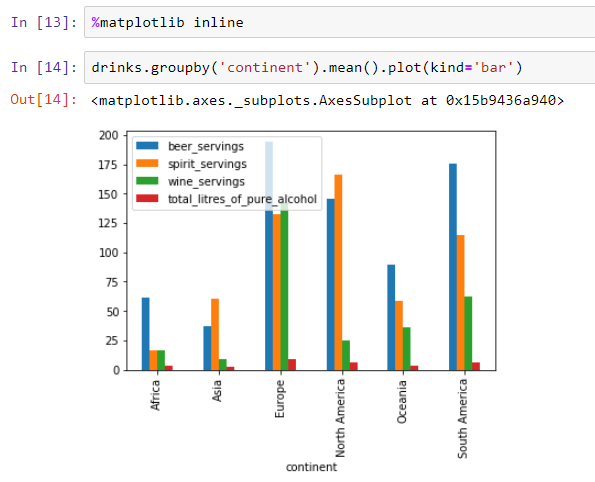 In [13]: %matplotlib inline
In [14]: drinks.groupby('continent').mean().plot(kind='bar')
Out[14]: <matplotlib.axes._subplots.AxesSubplot at 0x15b9436a940>
200
175
150
125
100
75
50
25
0
beer_servings
spirit_servings
wine_servings
total_litres_of_pure_alcohol
Africa
Asia
Europe
North America
Oceania
South America
continent